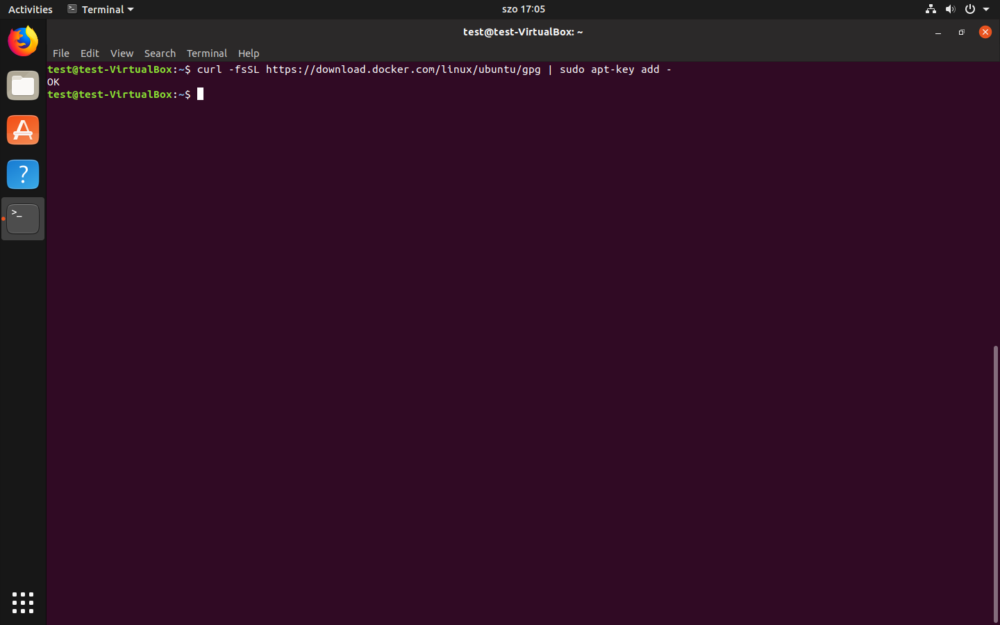 Activities Terminal szo 17:05
test@test-VirtualBox: ~
File Edit View Search Terminal Help
test@test-VirtualBox:~$ curl -fsSL https://download.docker.com/linux/ubuntu/gpg | sudo apt-key add -
OK
test@test-VirtualBox:~$
?
>_